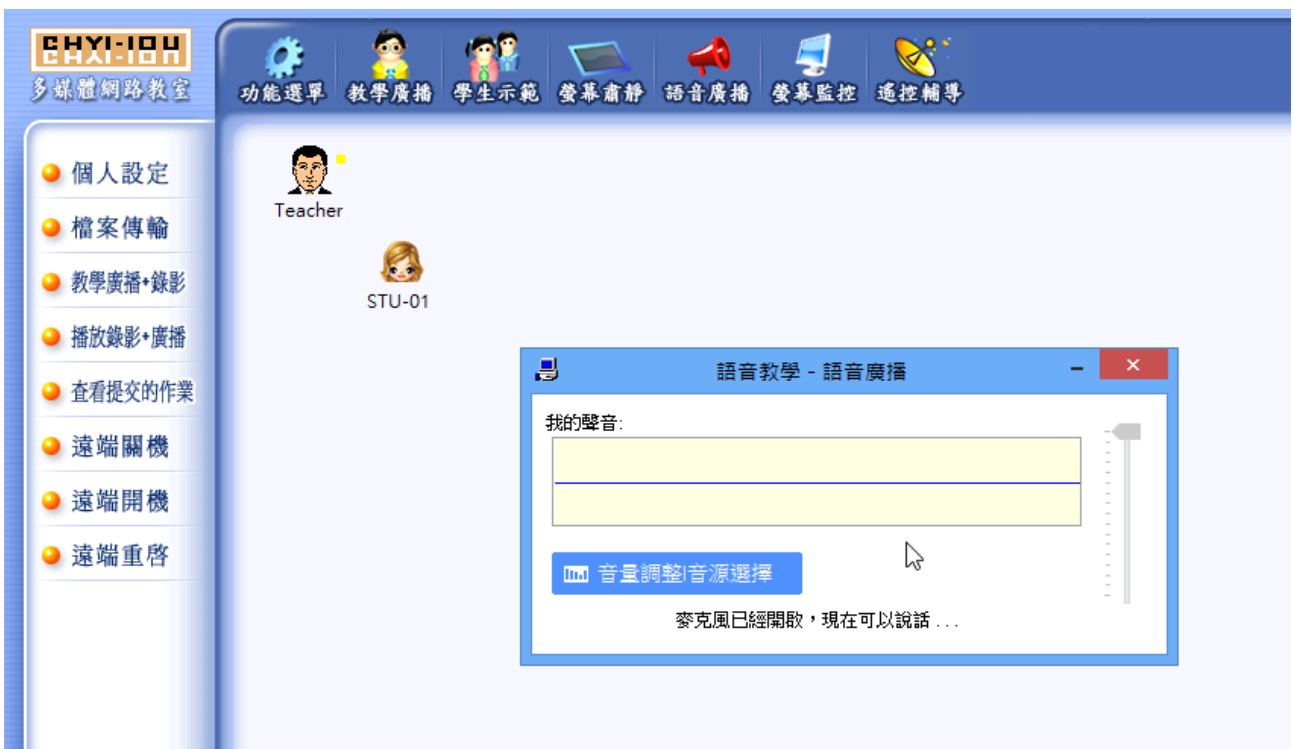 EHYI-IOH
多媒體網路教室
功能選單 教學廣播 學生示範 螢幕肅靜 語音廣播 螢幕監控 遙控輔導
個人設定
檔案傳輸
教學廣播+錄影
播放錄影+廣播
查看提交的作業
遠端關機
遠端開機
遠端重啓
Teacher
STU-01
語音教學 - 語音廣播
我的聲音:
音量調整|音源選擇
麥克風已經開啟，現在可以說話 . . .